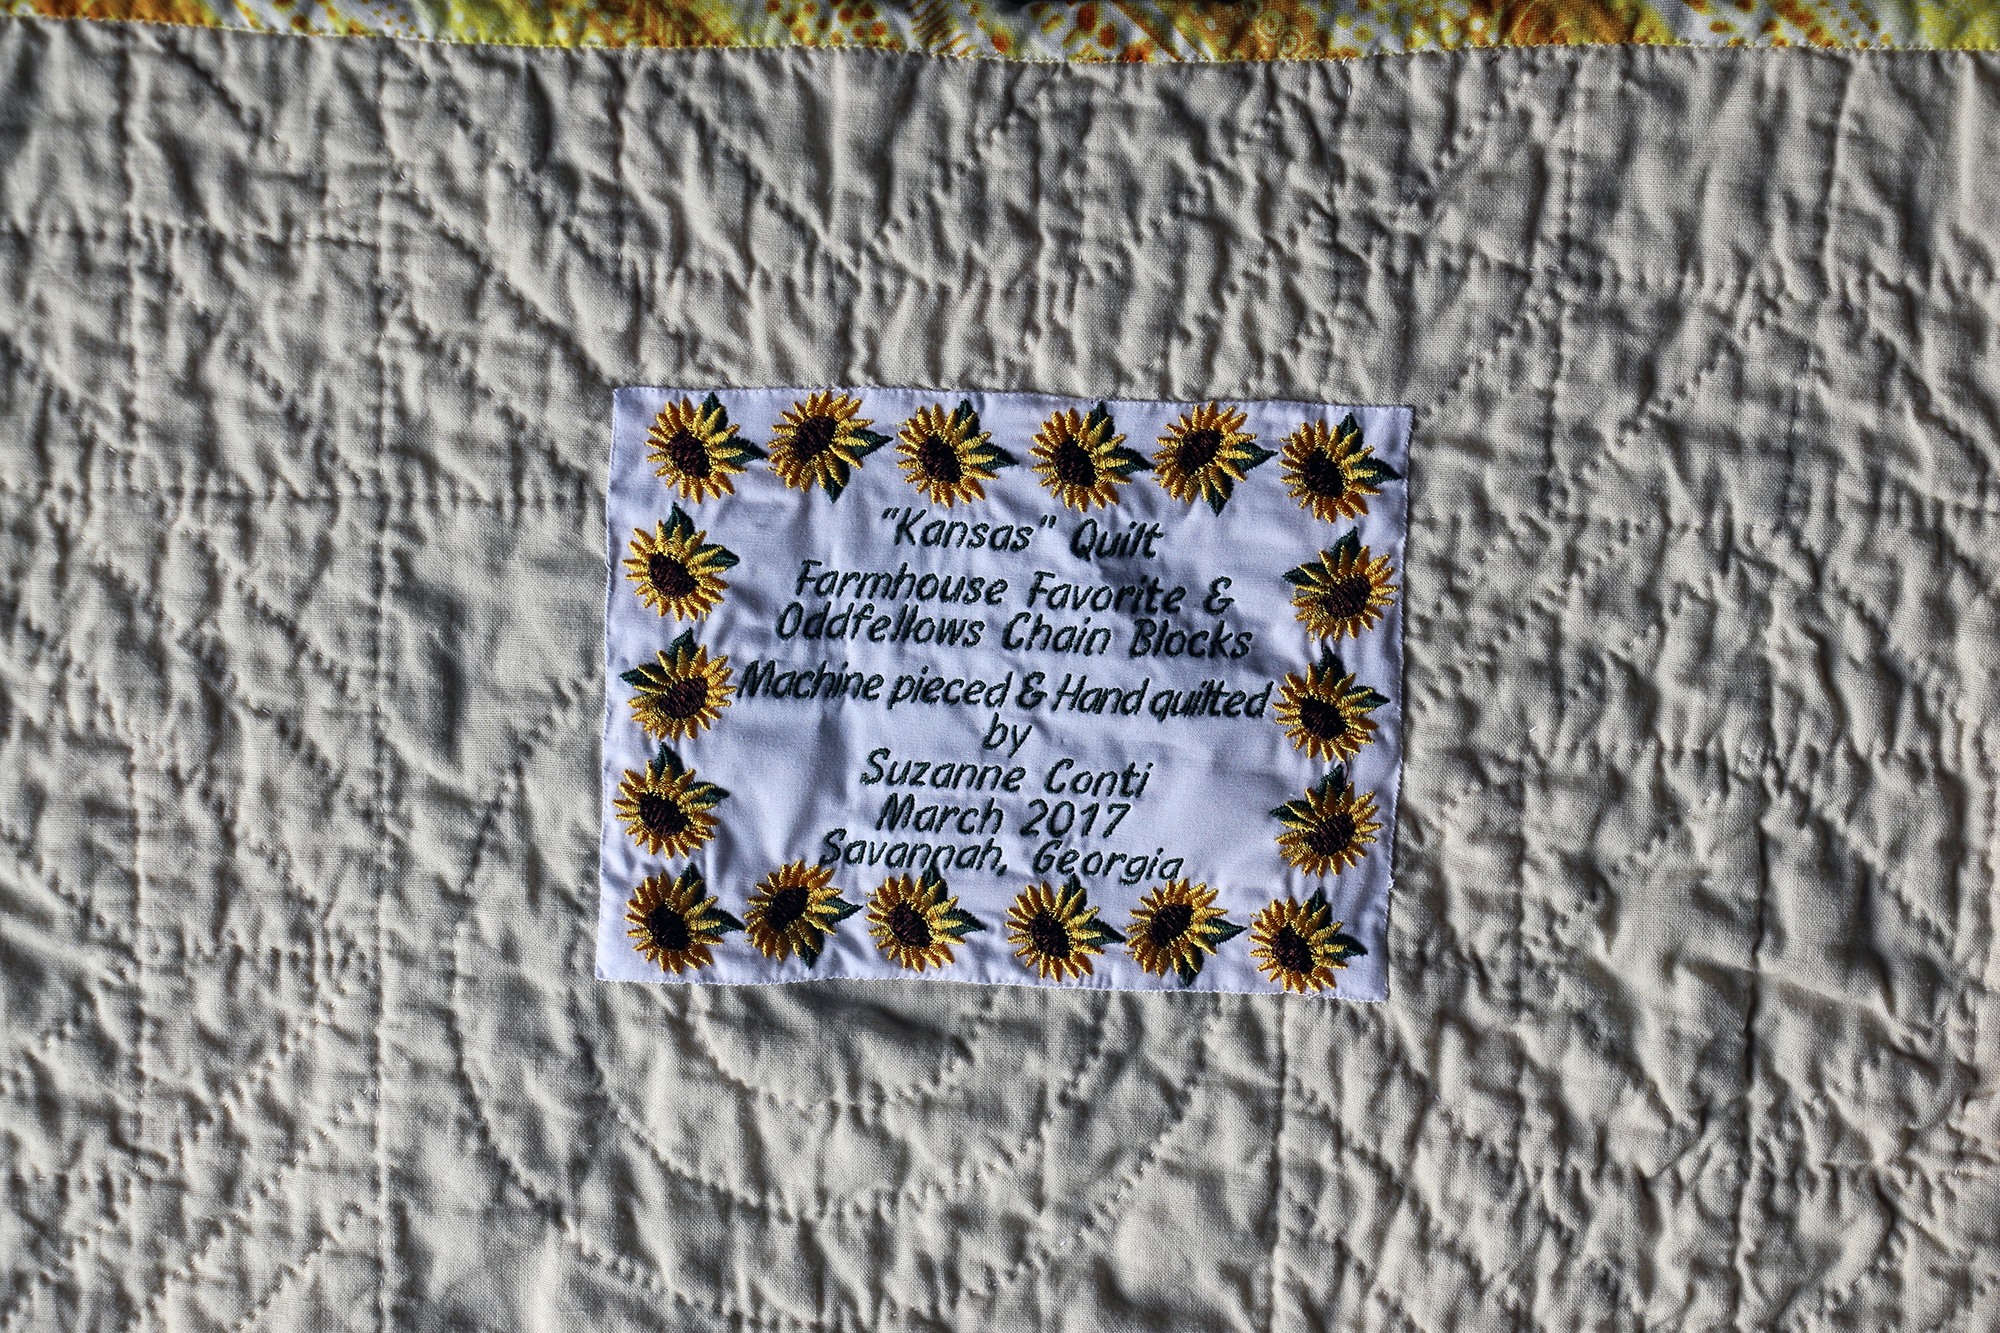 "Kansas" Quilt
Farmhouse Favorite &
Oddfellows Chain Blocks
Machine pieced & Hand quilted
by
Suzanne Conti
March 2017
Savannah, Georgia